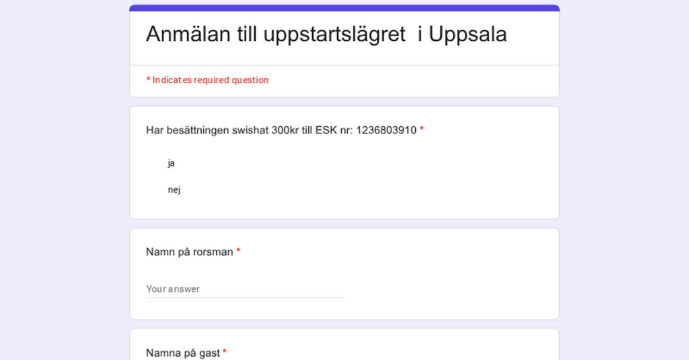 Anmälan till uppstartslägret i Uppsala
* Indicates required question
Har besättningen swishat 300kr till ESK nr: 1236803910 *
ja
nej
Namn på rorsman *
Your answer
Namna på gast *